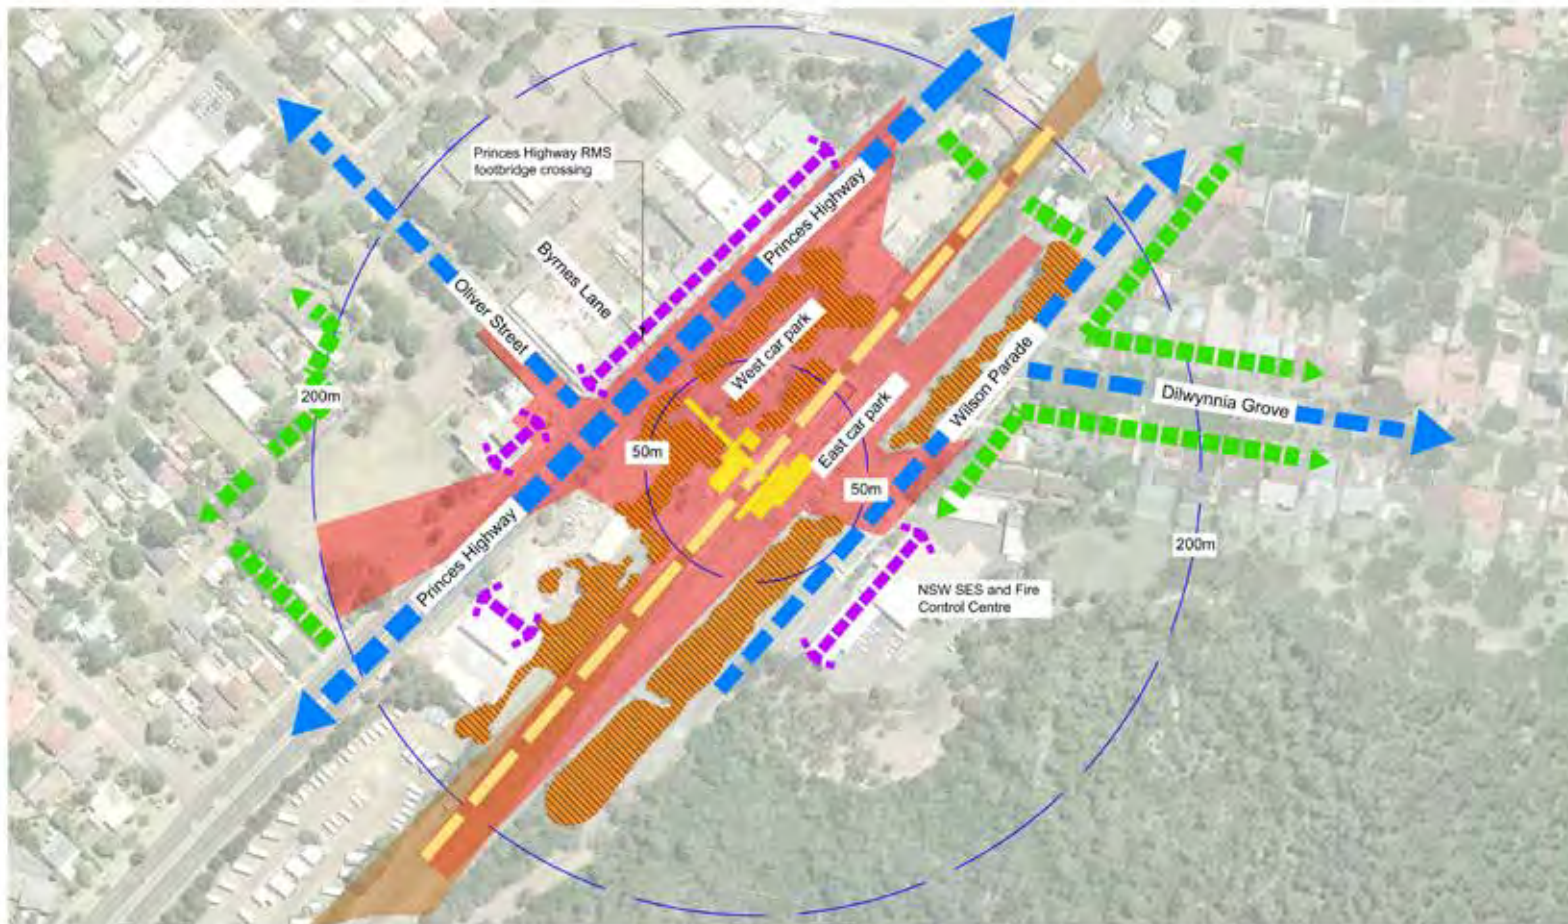 Princes Highway RMS
footbridge crossing
Princes Highway
Byrnes Lane
Oliver Street
West car park
Wilson Parade
200m
Dilwynnia Grove
East car park
50m
50m
Princes Highway
200m
NSW SES and Fire
Control Centre